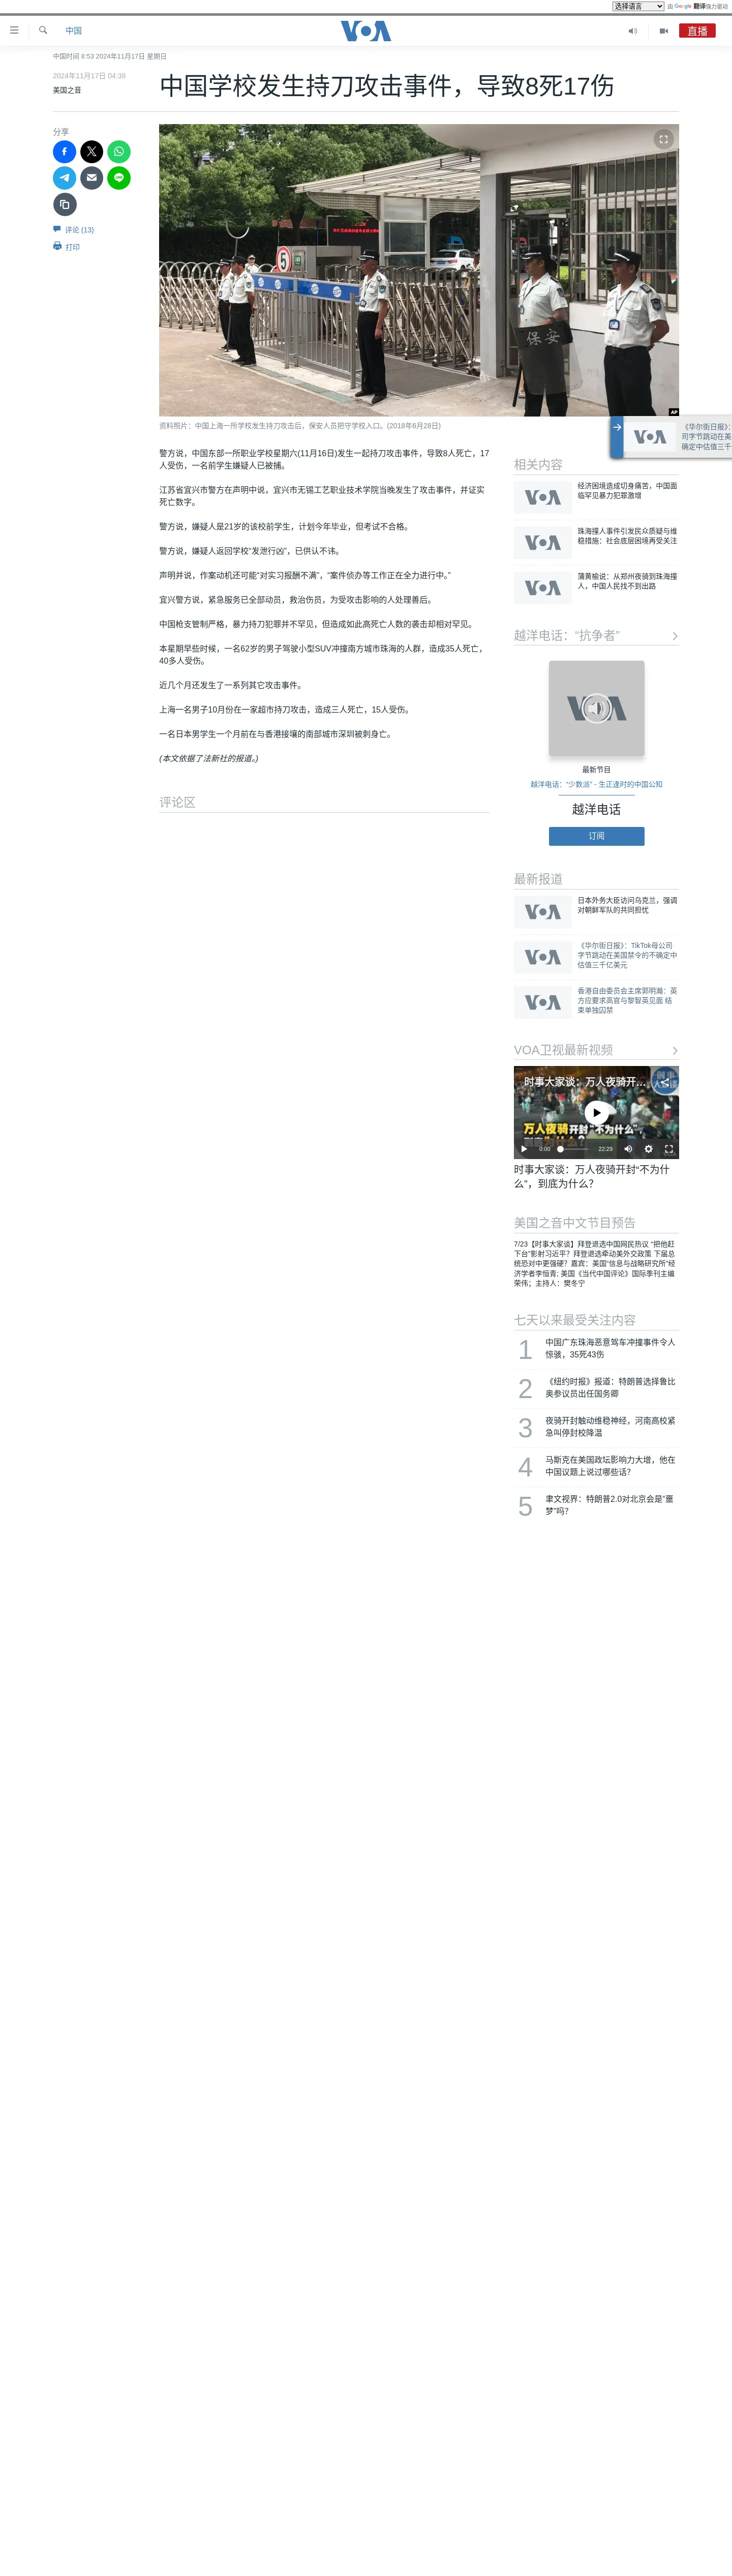 选择语言 由 Google 翻译强力驱动
中国
VOA
直播
中国时间 8:53 2024年11月17日 星期日
2024年11月17日 04:38
美国之音
中国学校发生持刀攻击事件，导致8死17伤
分享
评论 (13)
打印
5
保安
AP
资料照片：中国上海一所学校发生持刀攻击后，保安人员把守学校入口。(2018年6月28日)
警方说，中国东部一所职业学校星期六(11月16日)发生一起持刀攻击事件，导致8人死亡，17
人受伤，一名前学生嫌疑人已被捕。
江苏省宜兴市警方在声明中说，宜兴市无锡工艺职业技术学院当晚发生了攻击事件，并证实
死亡数字。
警方说，嫌疑人是21岁的该校前学生，计划今年毕业，但考试不合格。
警方说，嫌疑人返回学校“发泄行凶”，已供认不讳。
声明并说，作案动机还可能“对实习报酬不满”，“案件侦办等工作正在全力进行中。”
宜兴警方说，紧急服务已全部动员，救治伤员，为受攻击影响的人处理善后。
中国枪支管制严格，暴力持刀犯罪并不罕见，但造成如此高死亡人数的袭击却相对罕见。
本星期早些时候，一名62岁的男子驾驶小型SUV冲撞南方城市珠海的人群，造成35人死亡，
40多人受伤。
近几个月还发生了一系列其它攻击事件。
上海一名男子10月份在一家超市持刀攻击，造成三人死亡，15人受伤。
一名日本男学生一个月前在与香港接壤的南部城市深圳被刺身亡。
(本文依据了法新社的报道。)
评论区
VOA
《华尔街日报》：
司字节跳动在美
确定中估值三千
相关内容
VOA
经济困境造成切身痛苦，中国面
临罕见暴力犯罪激增
VOA
珠海撞人事件引发民众质疑与维
稳措施：社会底层困境再受关注
VOA
蒲黄榆说：从郑州夜骑到珠海撞
人，中国人民找不到出路
越洋电话：“抗争者”
VOA
最新节目
越洋电话：“少数派” - 生正逢时的中国公知
越洋电话
订阅
最新报道
VOA
日本外务大臣访问乌克兰，强调
对朝鲜军队的共同担忧
VOA
《华尔街日报》：TikTok母公司
字节跳动在美国禁令的不确定中
估值三千亿美元
VOA
香港自由委员会主席郭明瀚：英
方应要求高官与黎智英见面 结
束单独囚禁
VOA卫视最新视频
时事大家谈：万人夜骑开…
万人夜骑开封“不为什么”，
0:00 22:29
时事大家谈：万人夜骑开封“不为什
么”，到底为什么？
美国之音中文节目预告
7/23【时事大家谈】拜登退选中国网民热议 “把他赶
下台”影射习近平？拜登退选牵动美外交政策 下届总
统恐对中更强硬？嘉宾：美国“信息与战略研究所”经
济学者李恒青; 美国《当代中国评论》国际季刊主编
荣伟；主持人：樊冬宁
七天以来最受关注内容
1 中国广东珠海恶意驾车冲撞事件令人
惊骇，35死43伤
2 《纽约时报》报道：特朗普选择鲁比
奥参议员出任国务卿
3 夜骑开封触动维稳神经，河南高校紧
急叫停封校降温
4 马斯克在美国政坛影响力大增，他在
中国议题上说过哪些话？
5 聿文视界：特朗普2.0对北京会是“噩
梦”吗？